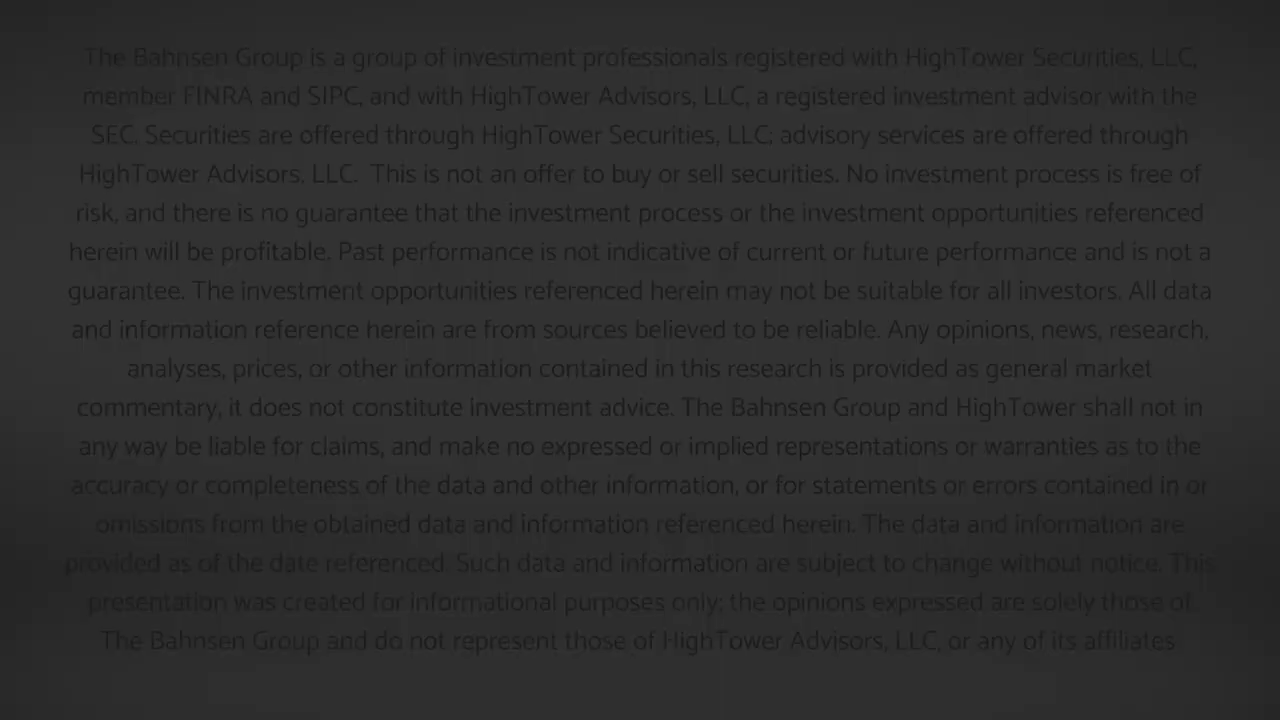 The Bahnsen Group is a group of investment professionals registered with HighTower Securities, LLC,
member FINRA and SIPC, and with HighTower Advisors, LLC, a registered investment advisor with the
SEC. Securities are offered through HighTower Securities, LLC; advisory services are offered through
HighTower Advisors, LLC.  This is not an offer to buy or sell securities. No investment process is free of
risk, and there is no guarantee that the investment process or the investment opportunities referenced
herein will be profitable. Past performance is not indicative of current or future performance and is not a
guarantee. The investment opportunities referenced herein may not be suitable for all investors. All data
and information reference herein are from sources believed to be reliable. Any opinions, news, research,
analyses, prices, or other information contained in this research is provided as general market
commentary, it does not constitute investment advice. The Bahnsen Group and HighTower shall not in
any way be liable for claims, and make no expressed or implied representations or warranties as to the
accuracy or completeness of the data and other information, or for statements or errors contained in or
omissions from the obtained data and information referenced herein. The data and information are
provided as of the date referenced. Such data and information are subject to change without notice. This
presentation was created for informational purposes only; the opinions expressed are solely those of
The Bahnsen Group and do not represent those of HighTower Advisors, LLC, or any of its affiliates